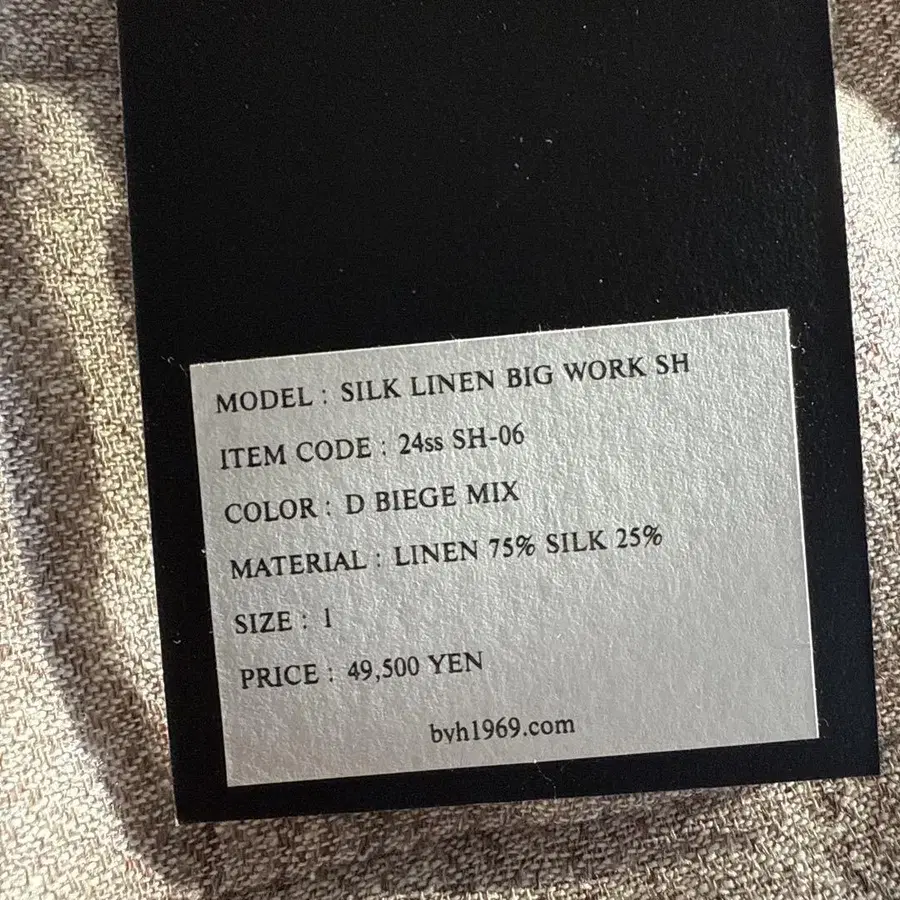 MODEL : SILK LINEN BIG WORK SH
ITEM CODE : 24ss SH-06
COLOR : D BIEGE MIX
MATERIAL : LINEN 75% SILK 25%
SIZE : 1
PRICE : 49,500 YEN
byh1969.com